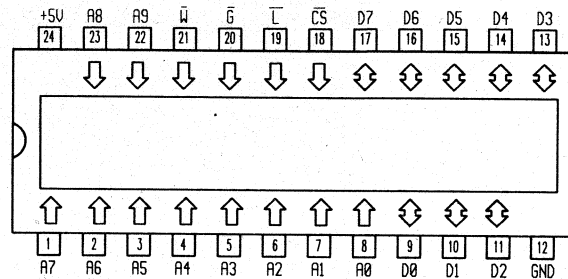 +5V A8 A9 W̅ G̅ L̅ C̅S̅ D7 D6 D5 D4 D3
24 23 22 21 20 19 18 17 16 15 14 13
1 2 3 4 5 6 7 8 9 10 11 12
A7 A6 A5 A4 A3 A2 A1 A0 D0 D1 D2 GND